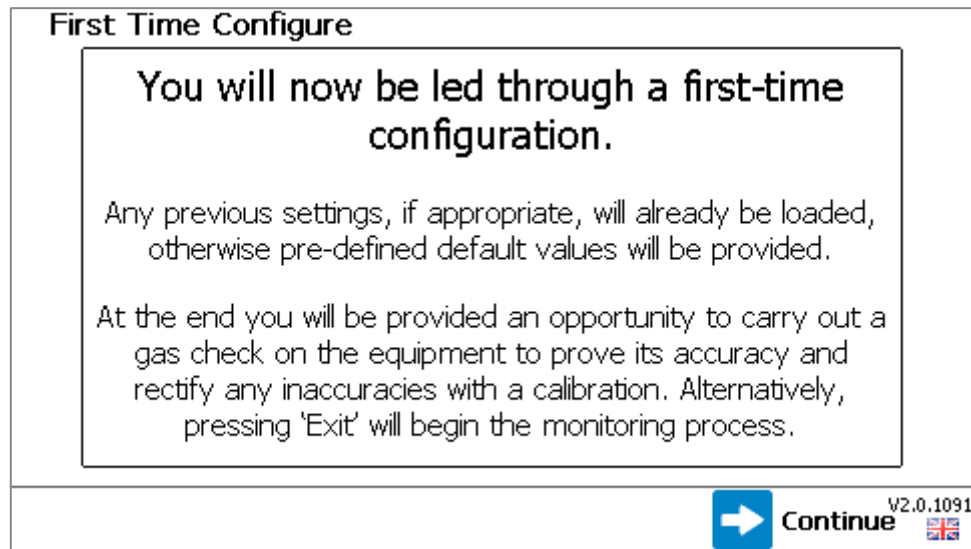 First Time Configure
You will now be led through a first-time
configuration.
Any previous settings, if appropriate, will already be loaded,
otherwise pre-defined default values will be provided.
At the end you will be provided an opportunity to carry out a
gas check on the equipment to prove its accuracy and
rectify any inaccuracies with a calibration. Alternatively,
pressing 'Exit' will begin the monitoring process.
Continue
V2.0.1091